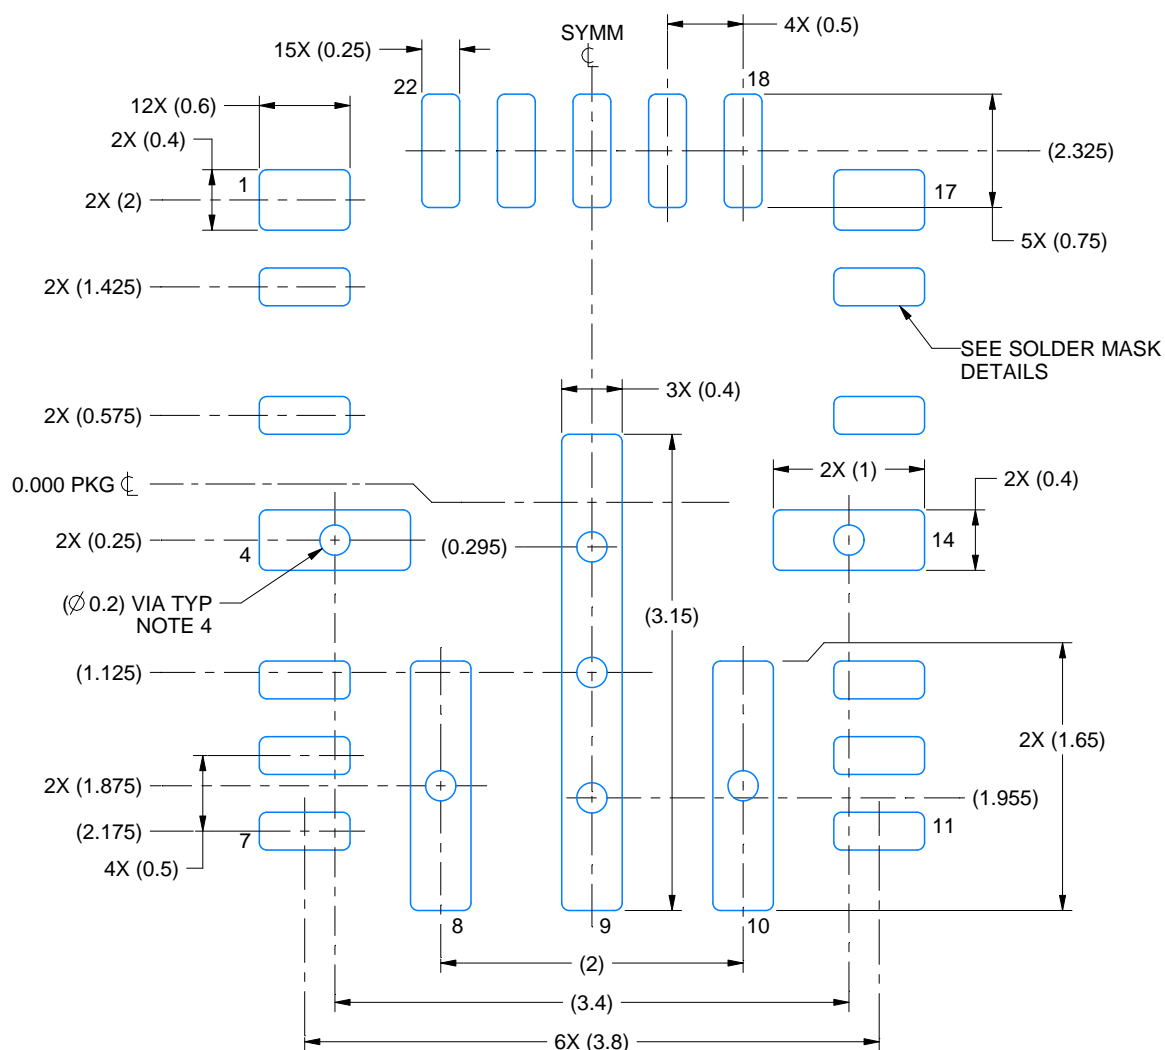 SYMM
4X (0.5)
15X (0.25)
22
18
12X (0.6)
2X (0.4)
(2.325)
1
17
2X (2)
5X (0.75)
2X (1.425)
SEE SOLDER MASK
DETAILS
3X (0.4)
2X (0.575)
2X (1)
2X (0.4)
0.000 PKG ℄
2X (0.25)
4
(0.295)
14
(Ø 0.2) VIA TYP
NOTE 4
(3.15)
(1.125)
2X (1.65)
2X (1.875)
(1.955)
(2.175)
7
11
4X (0.5)
8
9
10
(2)
(3.4)
6X (3.8)